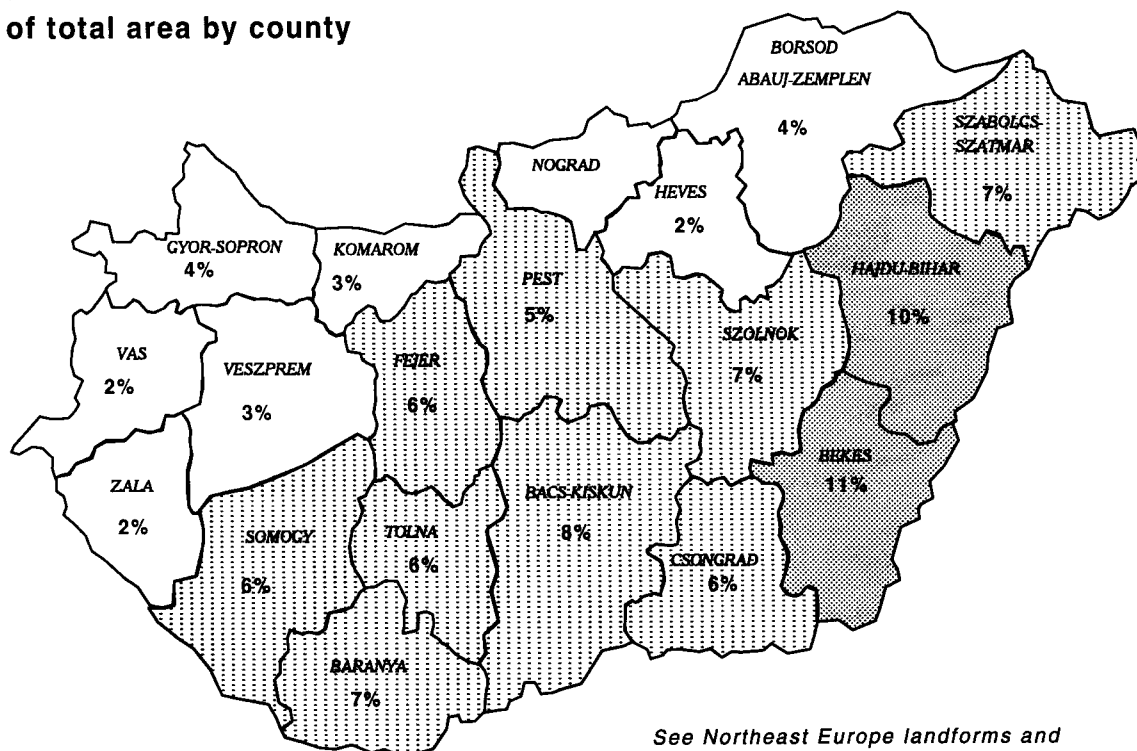 of total area by county
BORSOD
ABAUJ-ZEMPLEN
4%
SZABOLCS-
SZATMAR
7%
NOGRAD
HEVES
2%
GYOR-SOPRON
4%
KOMAROM
3%
PEST
5%
HAJDU-BIHAR
10%
SZOLNOK
7%
VAS
2%
VESZPREM
3%
FEJER
6%
BEKES
11%
ZALA
2%
SOMOGY
6%
TOLNA
6%
BACS-KISKUN
8%
CSONGRAD
6%
BARANYA
7%
See Northeast Europe landforms and